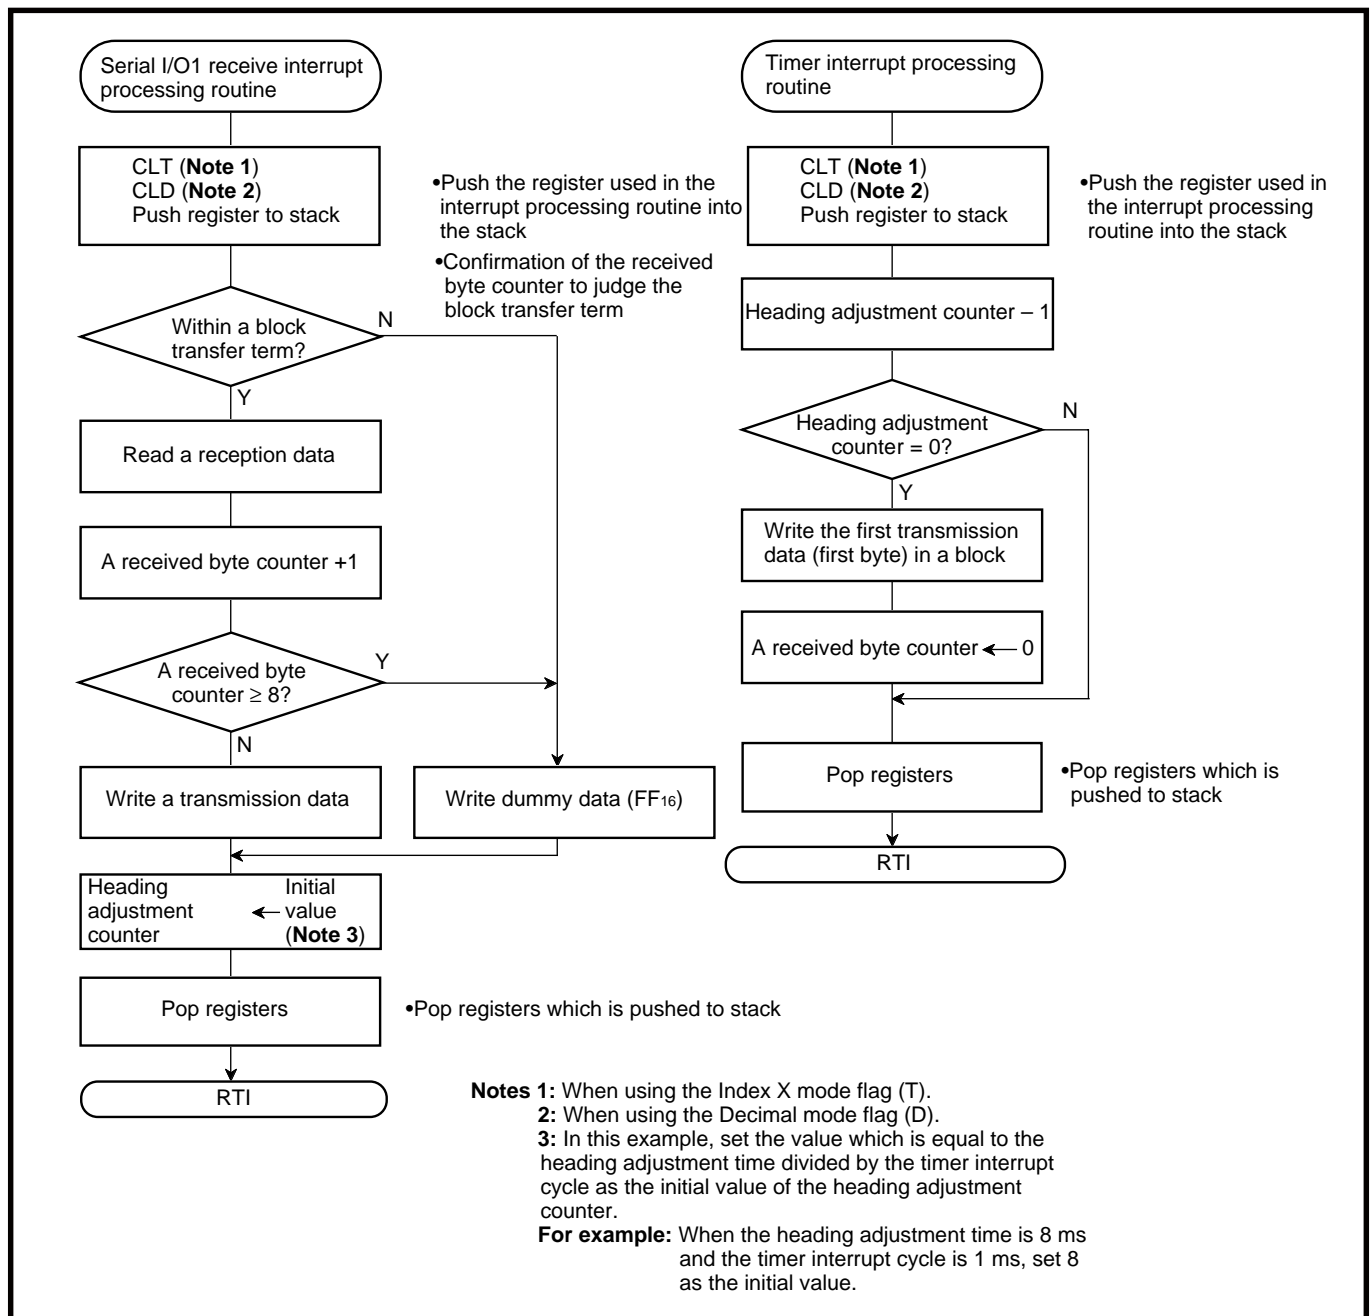 Serial I/O1 receive interrupt
processing routine
CLT (Note 1)
CLD (Note 2)
Push register to stack
•Push the register used in the
interrupt processing routine into
the stack
•Confirmation of the received
byte counter to judge the
block transfer term
Within a block
transfer term?
N
Y
Read a reception data
A received byte counter +1
A received byte
counter ≥ 8?
Y
N
Write a transmission data
Write dummy data (FF16)
Heading
adjustment
counter
← Initial
value
(Note 3)
Pop registers
•Pop registers which is pushed to stack
RTI
Timer interrupt processing
routine
CLT (Note 1)
CLD (Note 2)
Push register to stack
•Push the register used in
the interrupt processing
routine into the stack
Heading adjustment counter – 1
Heading adjustment
counter = 0?
N
Y
Write the first transmission
data (first byte) in a block
A received byte counter ← 0
Pop registers
•Pop registers which is
pushed to stack
RTI
Notes 1: When using the Index X mode flag (T).
2: When using the Decimal mode flag (D).
3: In this example, set the value which is equal to the
heading adjustment time divided by the timer interrupt
cycle as the initial value of the heading adjustment
counter.
For example: When the heading adjustment time is 8 ms
and the timer interrupt cycle is 1 ms, set 8
as the initial value.